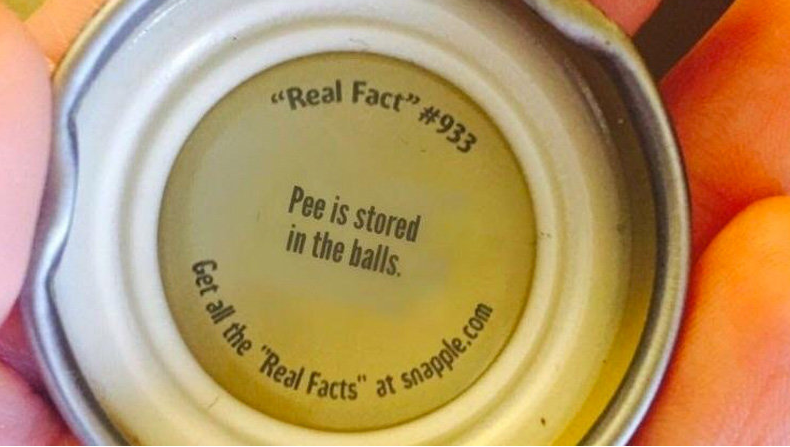 “Real Fact” #933
Pee is stored
in the balls.
Get all the "Real Facts" at snapple.com